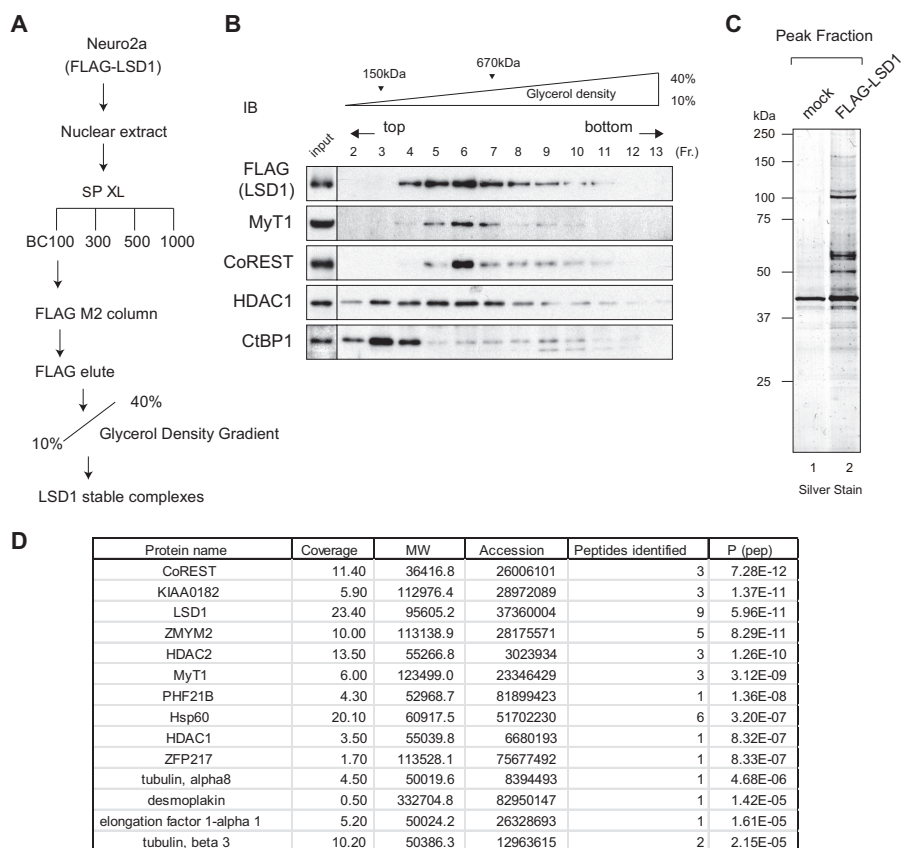 A
Neuro2a
(FLAG-LSD1)
Nuclear extract
SP XL
BC100 300 500 1000
FLAG M2 column
FLAG elute
40%
10%
Glycerol Density Gradient
LSD1 stable complexes
B
150kDa 670kDa
40%
Glycerol density
10%
IB
top bottom
input 2 3 4 5 6 7 8 9 10 11 12 13 (Fr.)
FLAG
(LSD1)
MyT1
CoREST
HDAC1
CtBP1
C
Peak Fraction
mock FLAG-LSD1
kDa
250
150
100
75
50
37
25
1 2
Silver Stain
D
Protein name Coverage MW Accession Peptides identified P (pep)
CoREST 11.40 36416.8 26006101 3 7.28E-12
KIAA0182 5.90 112976.4 28972089 3 1.37E-11
LSD1 23.40 95605.2 37360004 9 5.96E-11
ZMYM2 10.00 113138.9 28175571 5 8.29E-11
HDAC2 13.50 55266.8 3023934 3 1.26E-10
MyT1 6.00 123499.0 23346429 3 3.12E-09
PHF21B 4.30 52968.7 81899423 1 1.36E-08
Hsp60 20.10 60917.5 51702230 6 3.20E-07
HDAC1 3.50 55039.8 6680193 1 8.32E-07
ZFP217 1.70 113528.1 75677492 1 8.33E-07
tubulin, alpha8 4.50 50019.6 8394493 1 4.68E-06
desmoplakin 0.50 332704.8 82950147 1 1.42E-05
elongation factor 1-alpha 1 5.20 50024.2 26328693 1 1.61E-05
tubulin, beta 3 10.20 50386.3 12963615 2 2.15E-05